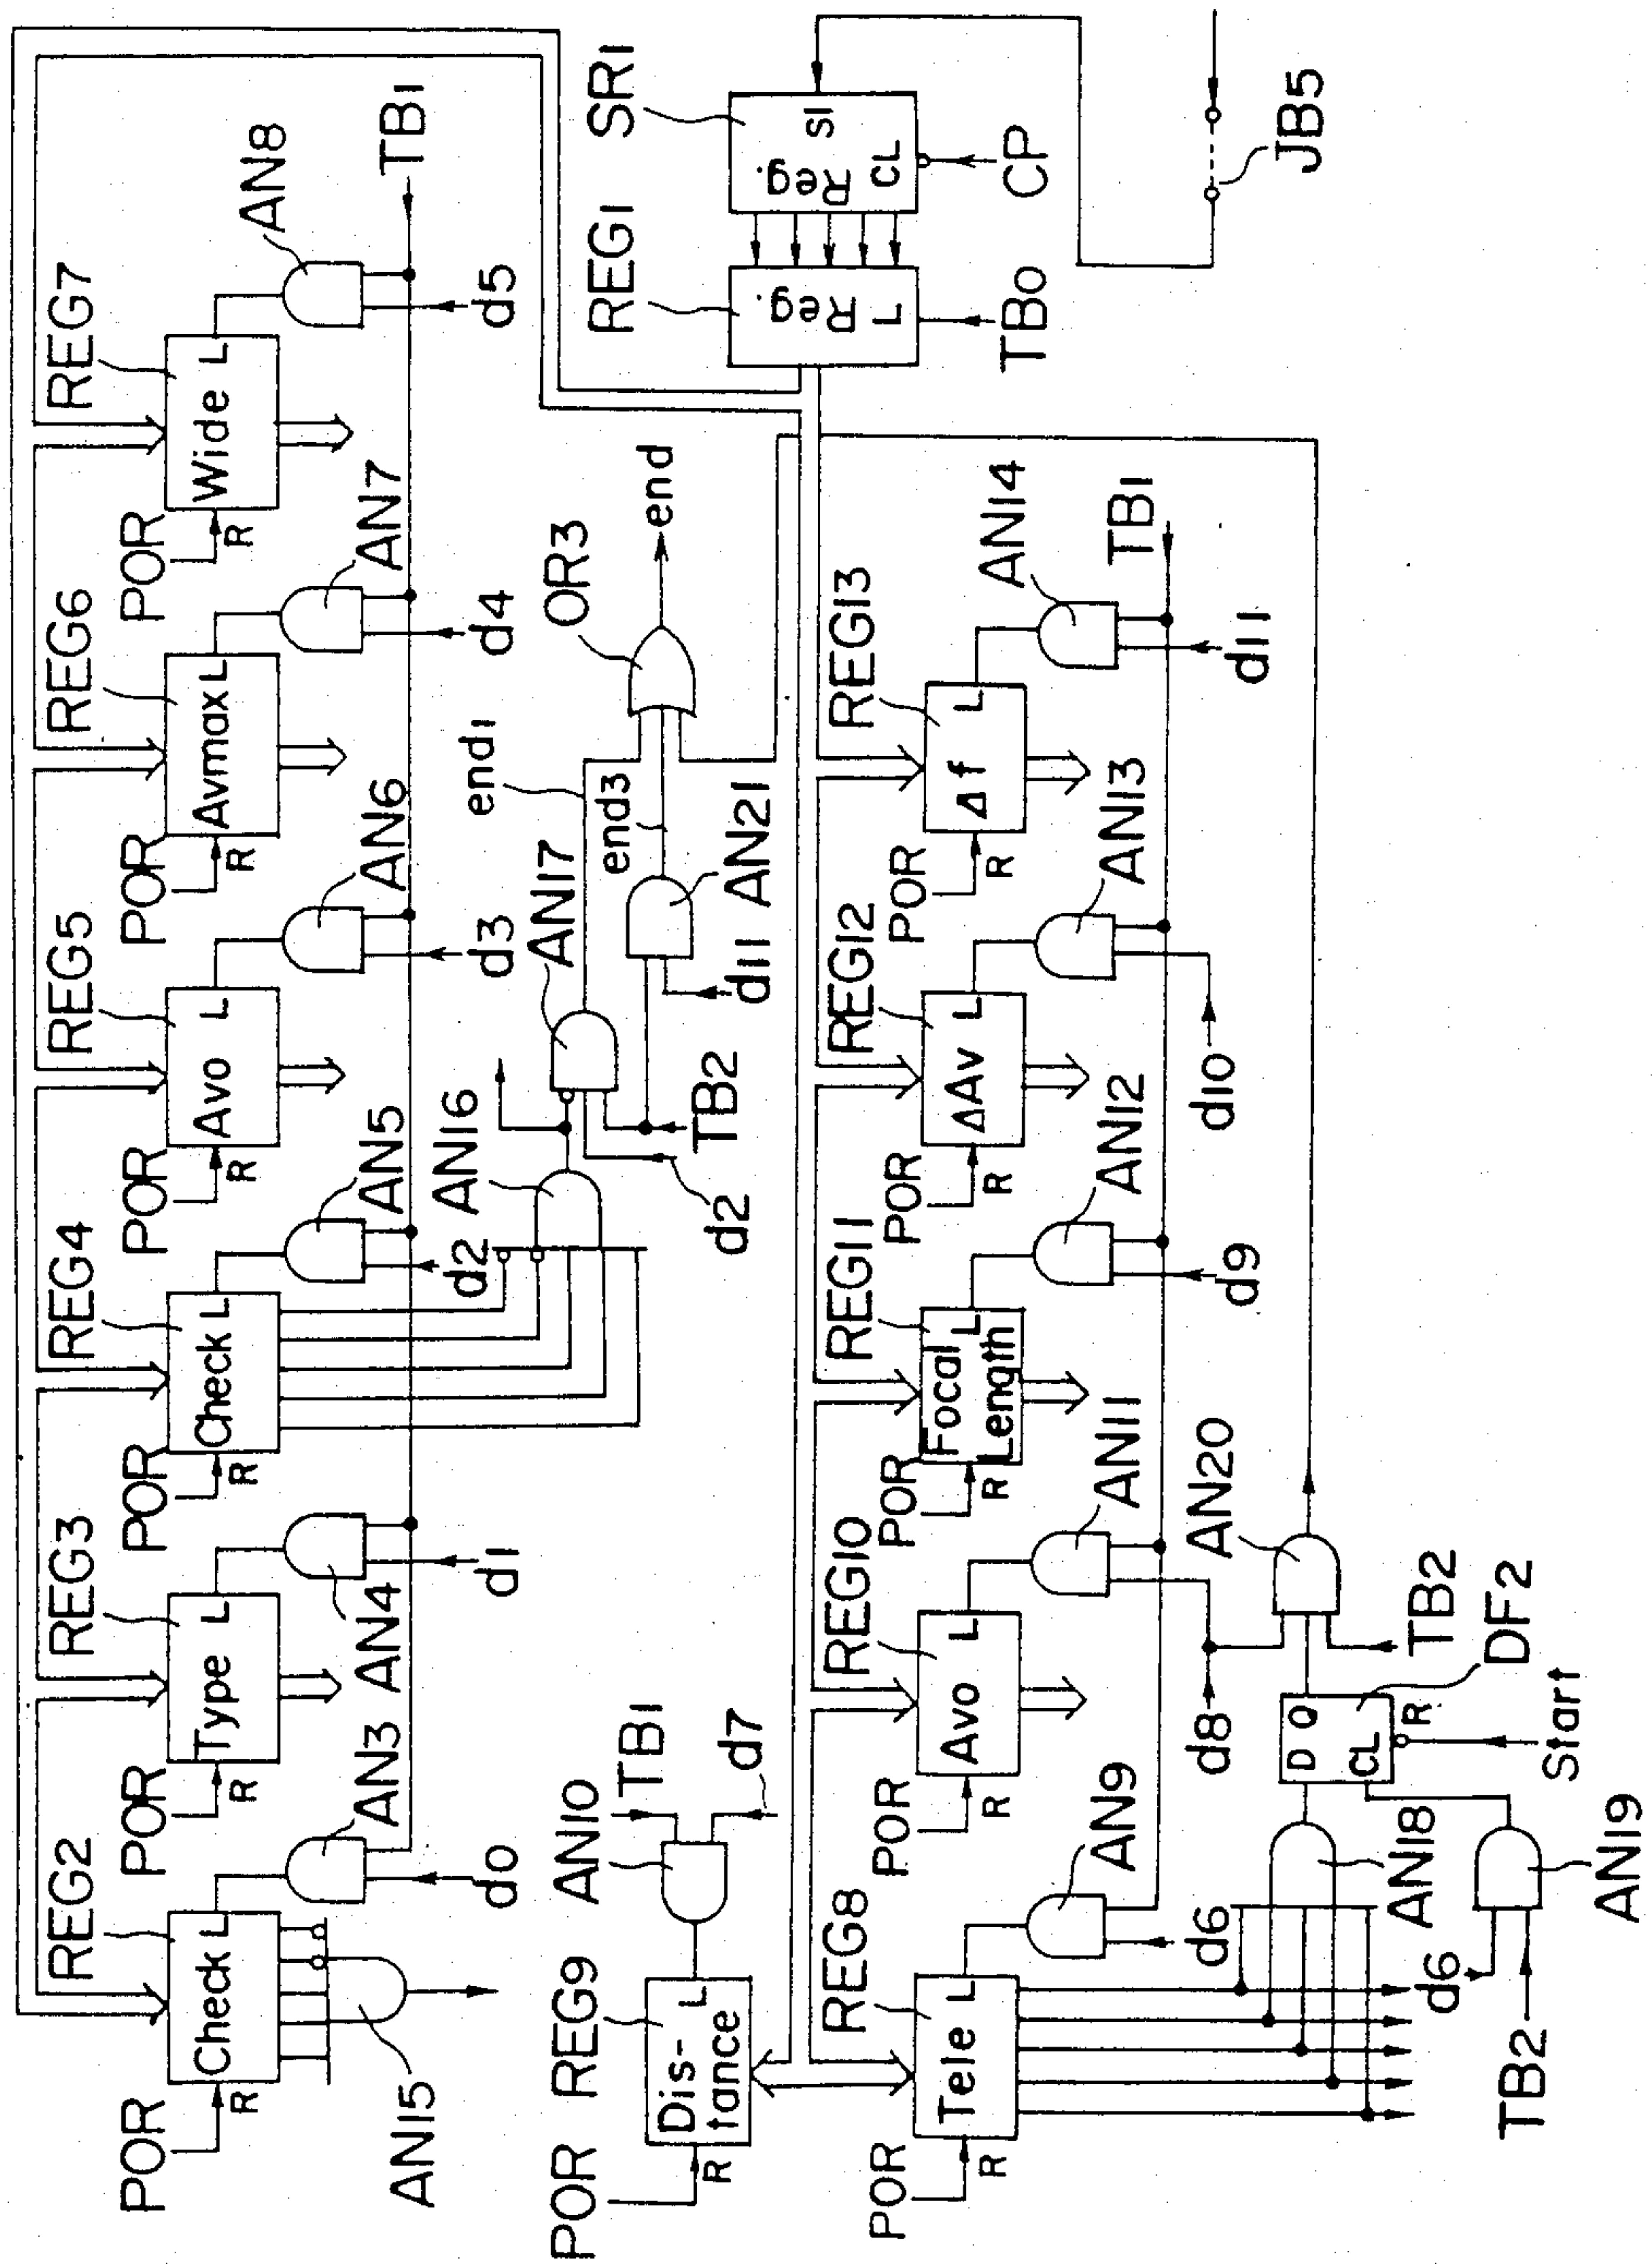 REG2
REG3
REG4
REG5
REG6
REG7
POR
R
Check L
POR
R
Type L
POR
R
Check L
POR
R
Avo L
POR
R
Avmax L
POR
R
Wide L
AN15
AN3
d0
AN4
d1
AN5
d2
AN6
d3
AN7
d4
AN8
d5
TB1
AN16
d2
TB2
AN17
end1
end3
d11
AN21
OR3
end
REG1
SR1
Reg.
L
TB0
Reg.
SI
CL
CP
JB5
POR
REG9
R
Dis-
tance
L
AN10
TB1
d7
REG8
REG10
REG11
REG12
REG13
POR
R
Tele L
POR
R
Avo L
POR
R
Focal
Length
L
POR
R
ΔAv L
POR
R
Δf L
AN9
d6
AN11
d8
AN12
d9
AN13
d10
AN14
d11
TB1
AN18
d6
TB2
AN19
D Q
CL
R
Start
DF2
TB2
AN20